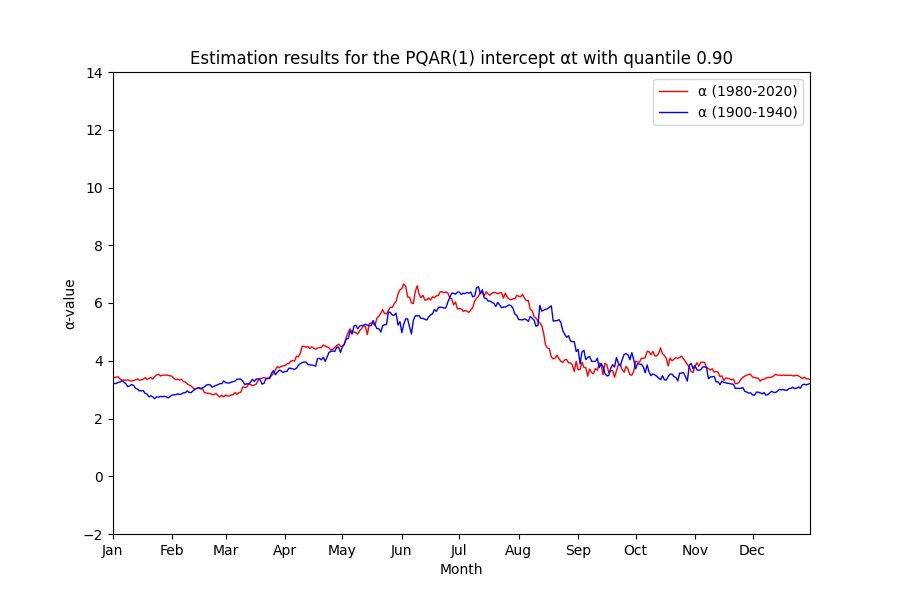 Estimation results for the PQAR(1) intercept αt with quantile 0.90
α (1980-2020)
α (1900-1940)
14
12
10
8
6
4
2
0
−2
α-value
Jan Feb Mar Apr May Jun Jul Aug Sep Oct Nov Dec
Month